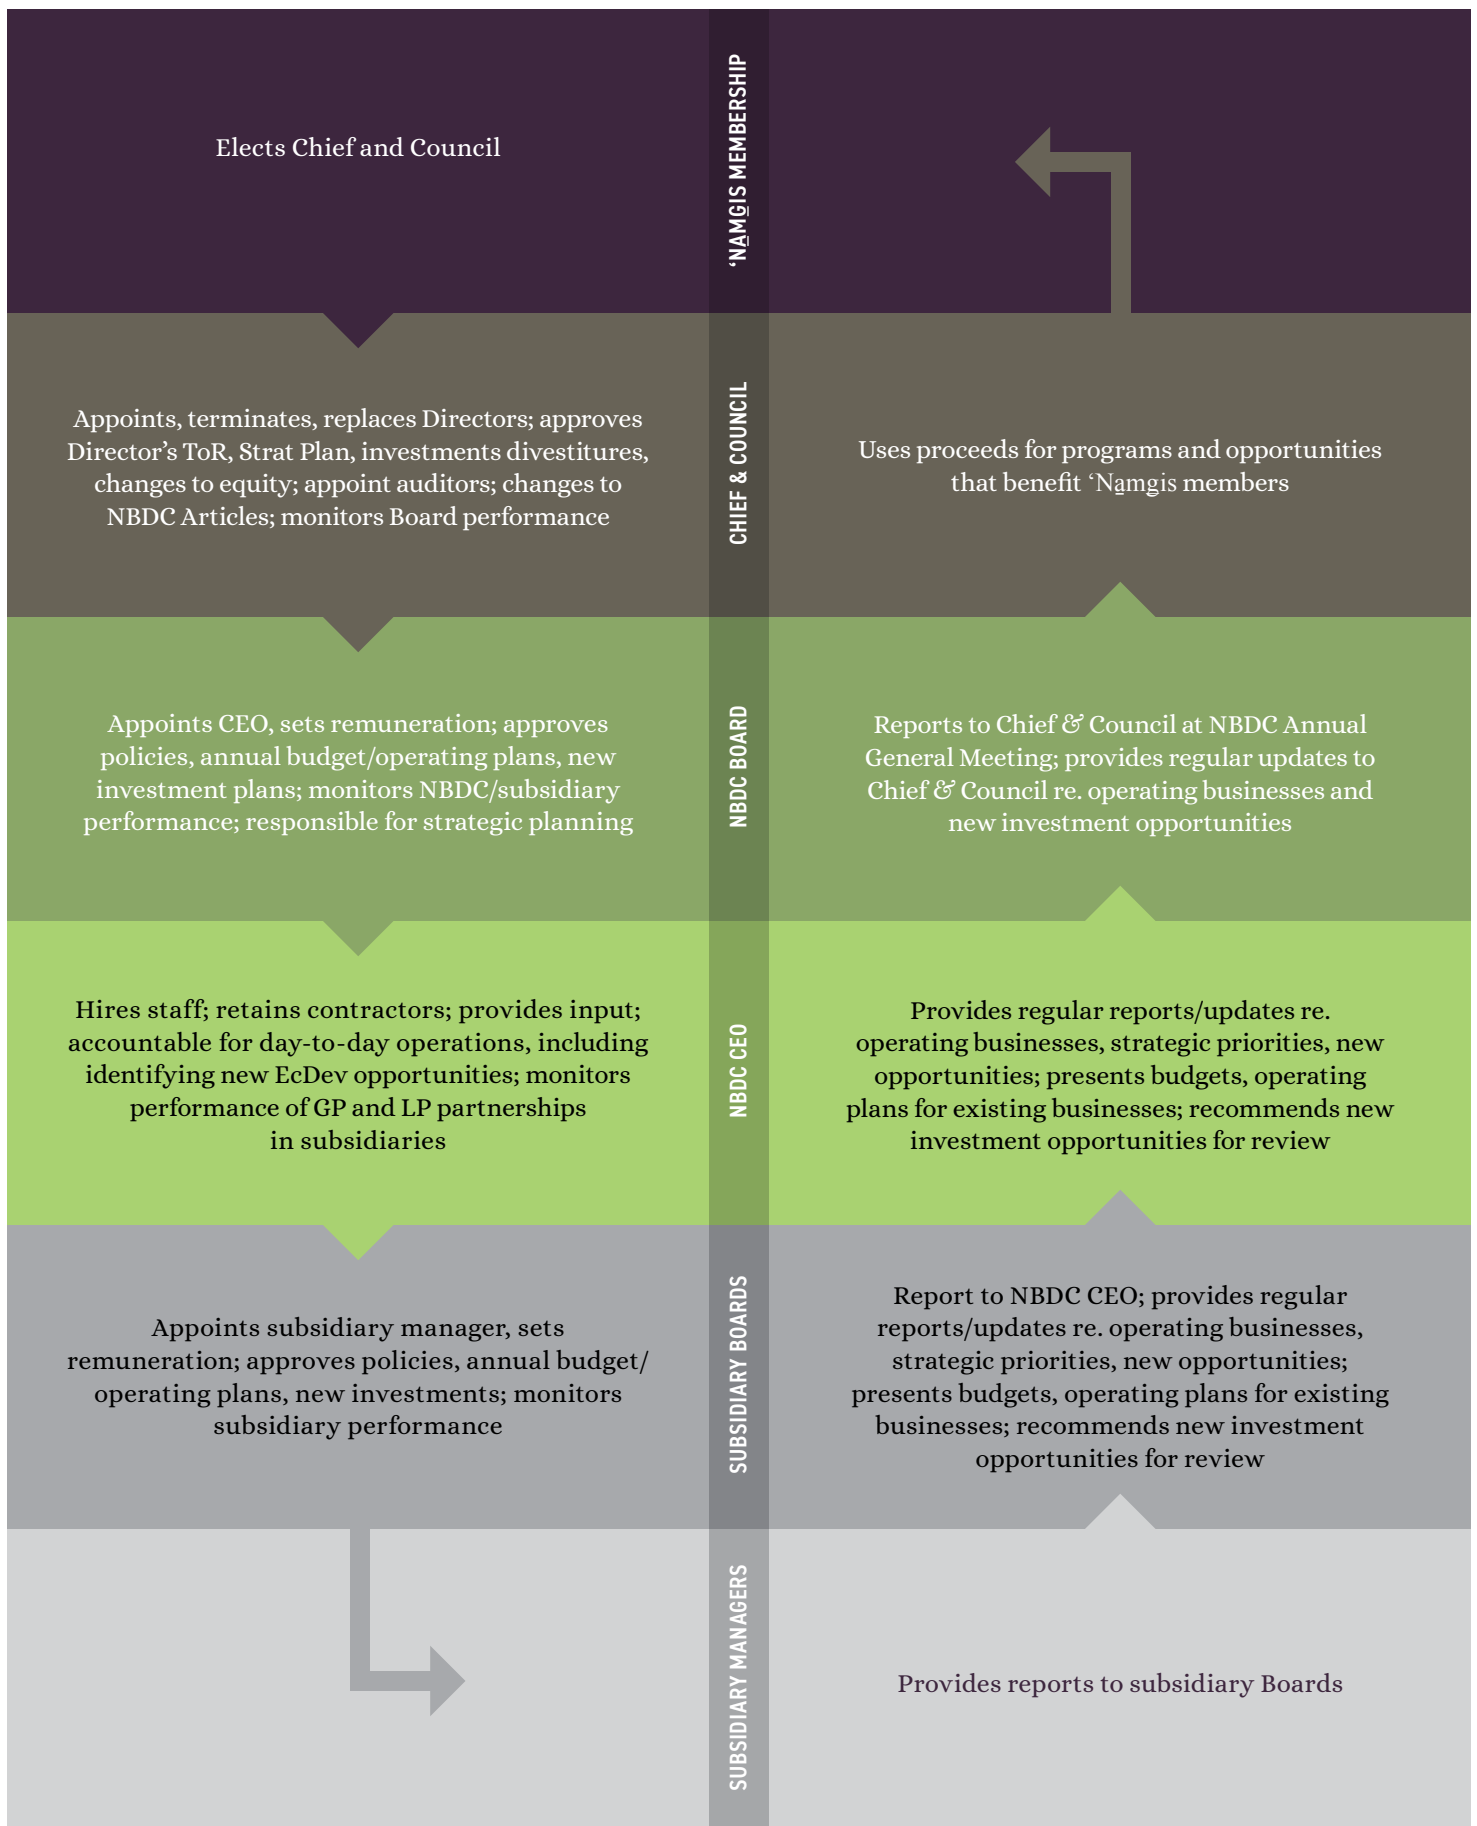 Elects Chief and Council
‘NA̱MGIS MEMBERSHIP
Appoints, terminates, replaces Directors; approves
Director’s ToR, Strat Plan, investments divestitures,
changes to equity; appoint auditors; changes to
NBDC Articles; monitors Board performance
CHIEF & COUNCIL
Uses proceeds for programs and opportunities
that benefit ‘Na̱mgis members
Appoints CEO, sets remuneration; approves
policies, annual budget/operating plans, new
investment plans; monitors NBDC/subsidiary
performance; responsible for strategic planning
NBDC BOARD
Reports to Chief & Council at NBDC Annual
General Meeting; provides regular updates to
Chief & Council re. operating businesses and
new investment opportunities
Hires staff; retains contractors; provides input;
accountable for day-to-day operations, including
identifying new EcDev opportunities; monitors
performance of GP and LP partnerships
in subsidiaries
NBDC CEO
Provides regular reports/updates re.
operating businesses, strategic priorities, new
opportunities; presents budgets, operating
plans for existing businesses; recommends new
investment opportunities for review
Appoints subsidiary manager, sets
remuneration; approves policies, annual budget/
operating plans, new investments; monitors
subsidiary performance
SUBSIDIARY BOARDS
Report to NBDC CEO; provides regular
reports/updates re. operating businesses,
strategic priorities, new opportunities;
presents budgets, operating plans for existing
businesses; recommends new investment
opportunities for review
SUBSIDIARY MANAGERS
Provides reports to subsidiary Boards